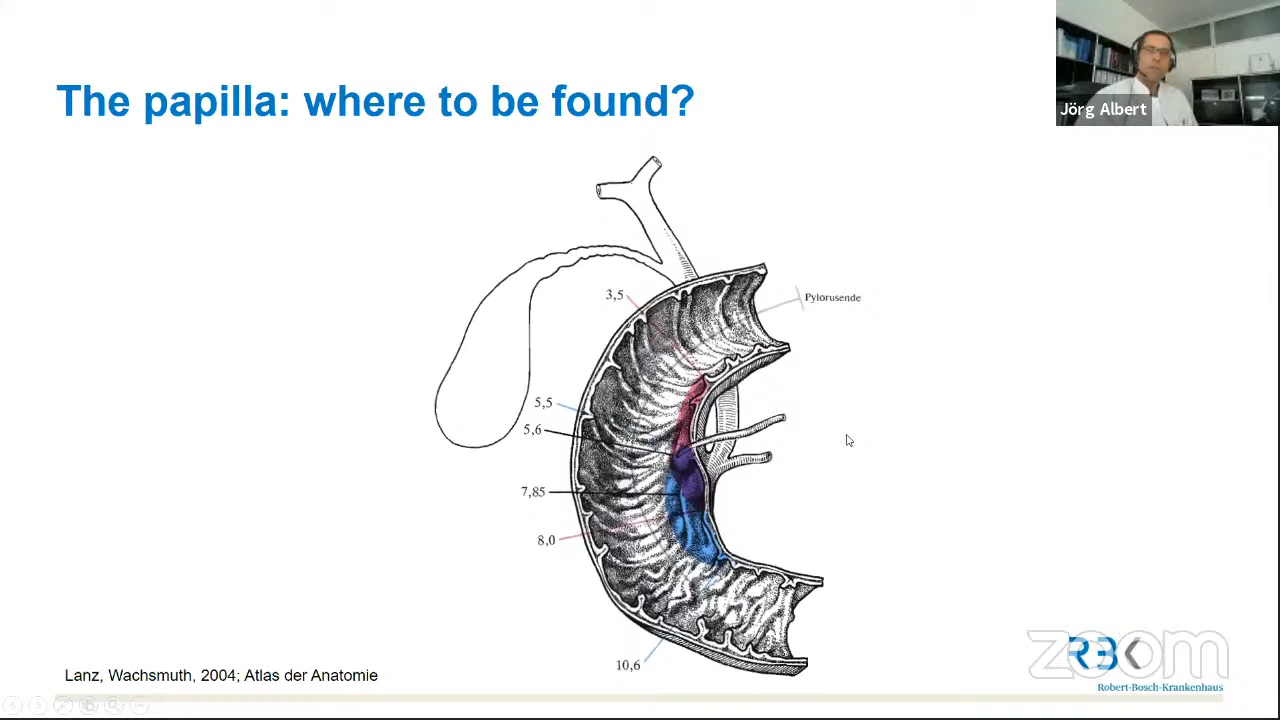 The papilla: where to be found?
Jörg Albert
3,5
Pylorusende
5,5
5,6
7,85
8,0
10,6
zoom
RBK
Robert-Bosch-Krankenhaus
Lanz, Wachsmuth, 2004; Atlas der Anatomie